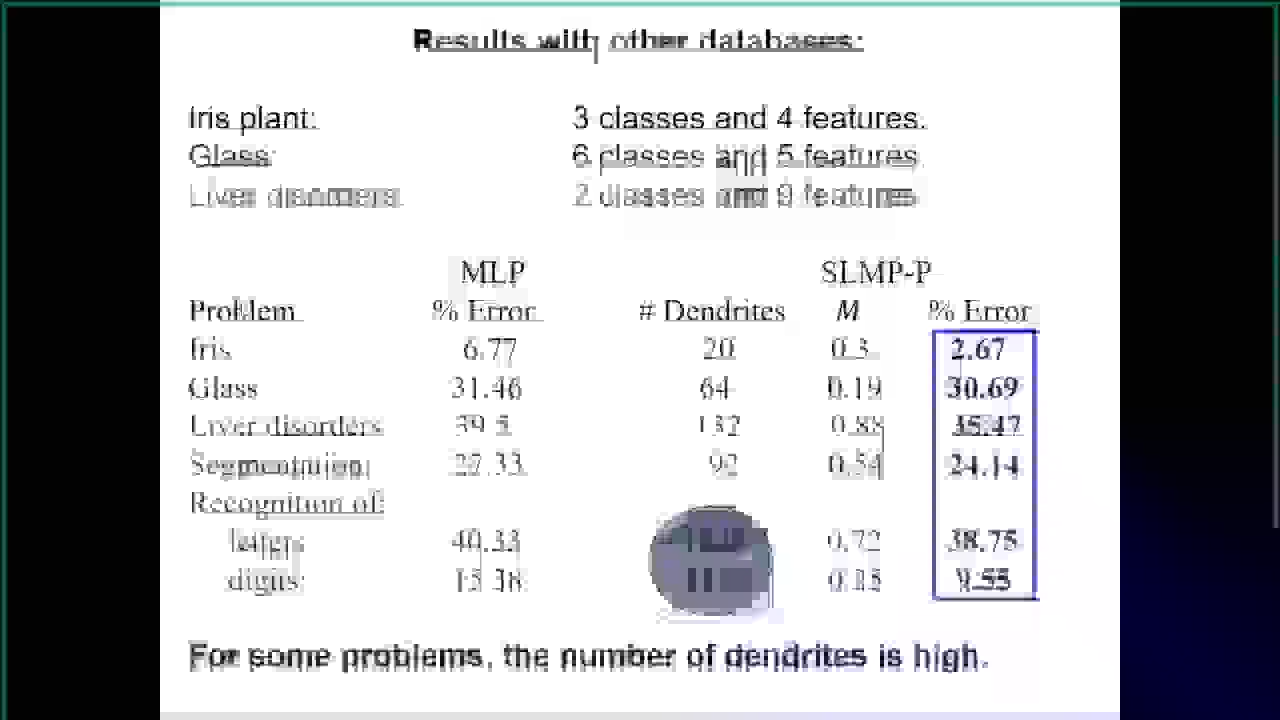 Results with other databases:
Iris plant: 3 classes and 4 features.
Glass: 6 classes and 5 features
Liver disorders 2 classes and 9 features
MLP SLMP-P
Problem % Error # Dendrites M % Error
Iris 6.77 20 0.3 2.67
Glass 31.46 64 0.19 30.69
Liver disorders 39.5 132 0.88 35.47
Segmentation 27.33 92 0.54 24.14
Recognition of:
letters 40.33 0.72 38.75
digits 9.55
For some problems, the number of dendrites is high.